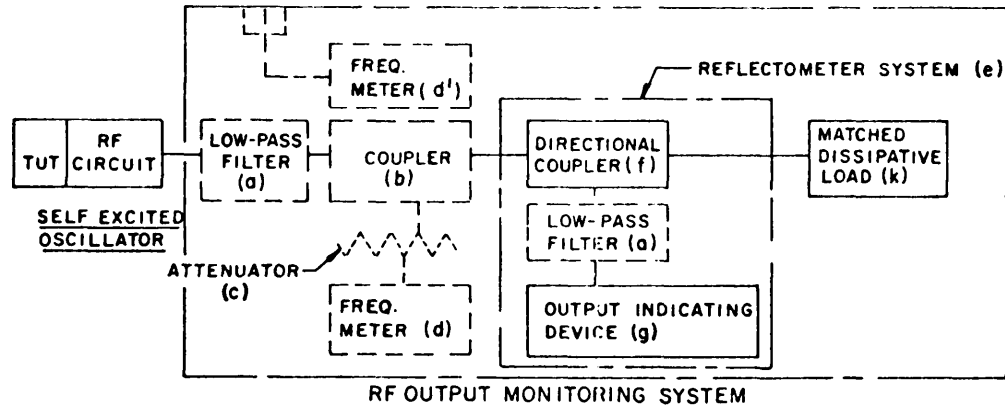 FREQ.
METER (d')
REFLECTOMETER SYSTEM (e)
TUT
RF
CIRCUIT
LOW-PASS
FILTER
(a)
COUPLER
(b)
DIRECTIONAL
COUPLER (f)
MATCHED
DISSIPATIVE
LOAD (k)
SELF EXCITED
OSCILLATOR
LOW-PASS
FILTER (a)
ATTENUATOR
(c)
FREQ.
METER (d)
OUTPUT INDICATING
DEVICE (g)
RF OUTPUT MONITORING SYSTEM